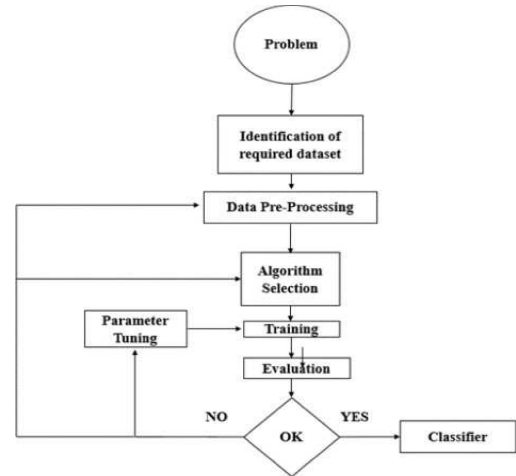 Problem
Identification of
required dataset
Data Pre-Processing
Algorithm
Selection
Parameter
Tuning
Training
Evaluation
NO
YES
OK
Classifier